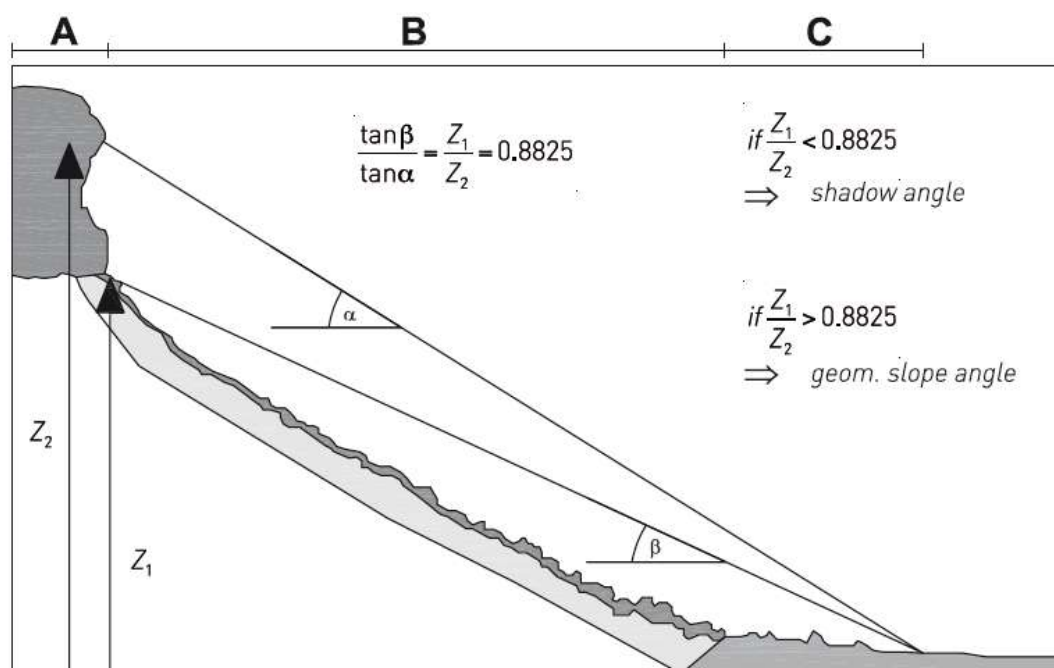 A B C
tanβ/tanα = Z₁/Z₂ = 0.8825
if Z₁/Z₂ < 0.8825
⇒ shadow angle
if Z₁/Z₂ > 0.8825
⇒ geom. slope angle
α
Z₂
β
Z₁